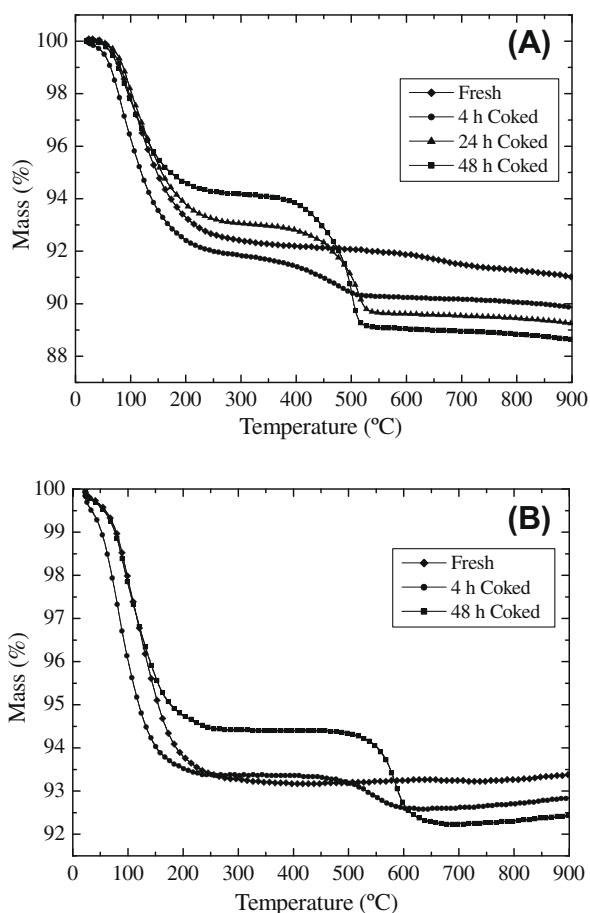 (A)
Fresh
4 h Coked
24 h Coked
48 h Coked
Mass (%)
100
98
96
94
92
90
88
0 100 200 300 400 500 600 700 800 900
Temperature (ºC)
(B)
Fresh
4 h Coked
48 h Coked
Mass (%)
100
99
98
97
96
95
94
93
92
0 100 200 300 400 500 600 700 800 900
Temperature (ºC)